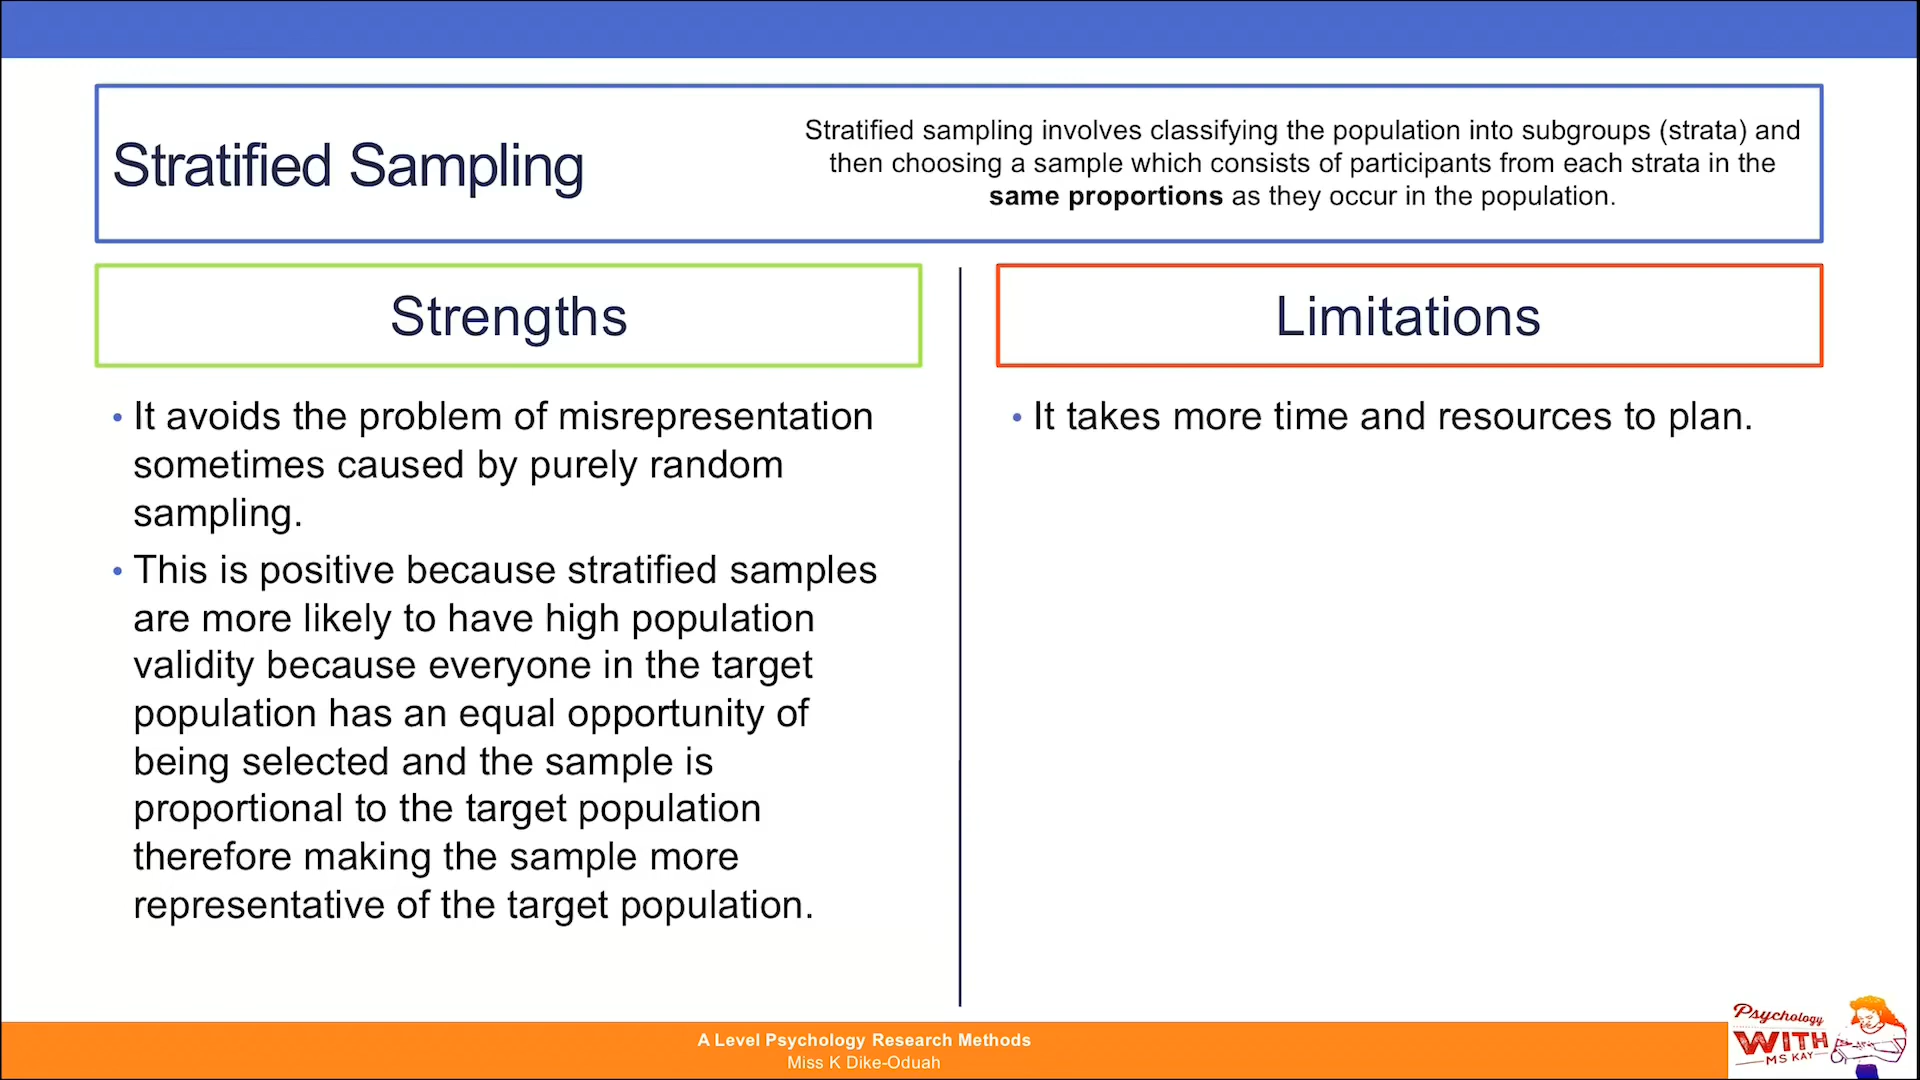 Stratified Sampling
Stratified sampling involves classifying the population into subgroups (strata) and
then choosing a sample which consists of participants from each strata in the
same proportions as they occur in the population.
Strengths
• It avoids the problem of misrepresentation
sometimes caused by purely random
sampling.
• This is positive because stratified samples
are more likely to have high population
validity because everyone in the target
population has an equal opportunity of
being selected and the sample is
proportional to the target population
therefore making the sample more
representative of the target population.
Limitations
• It takes more time and resources to plan.
A Level Psychology Research Methods
Miss K Dike-Oduah
Psychology
WITH
MS KAY